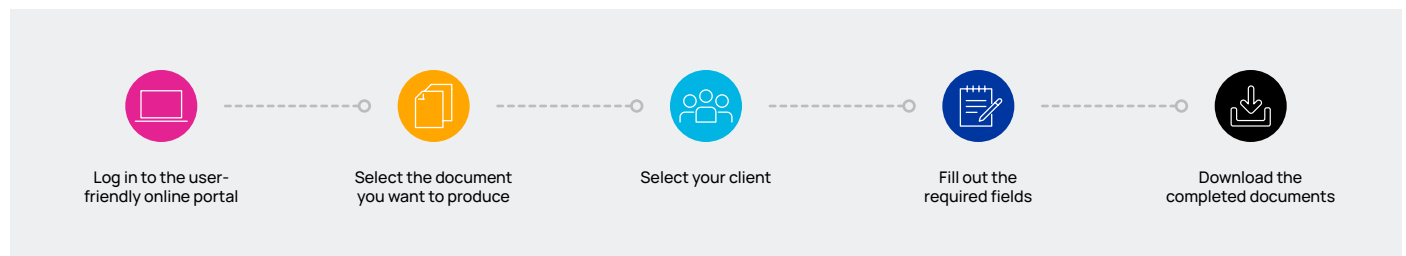 Log in to the user-
friendly online portal
Select the document
you want to produce
Select your client
Fill out the
required fields
Download the
completed documents